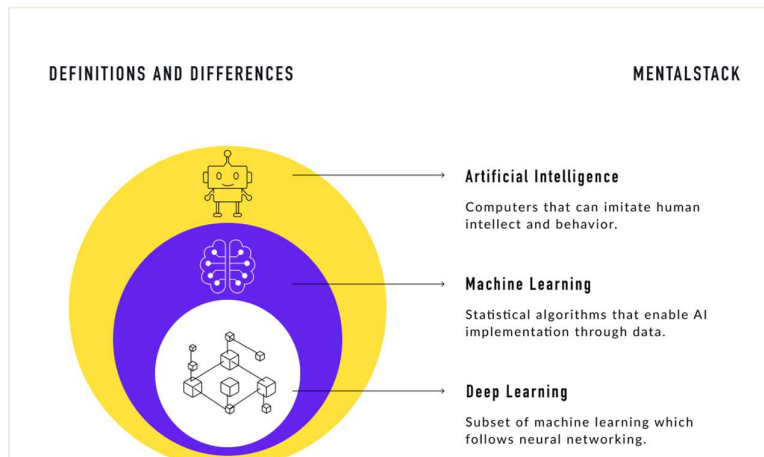 DEFINITIONS AND DIFFERENCES
MENTALSTACK
Artificial Intelligence
Computers that can imitate human
intellect and behavior.
Machine Learning
Statistical algorithms that enable AI
implementation through data.
Deep Learning
Subset of machine learning which
follows neural networking.